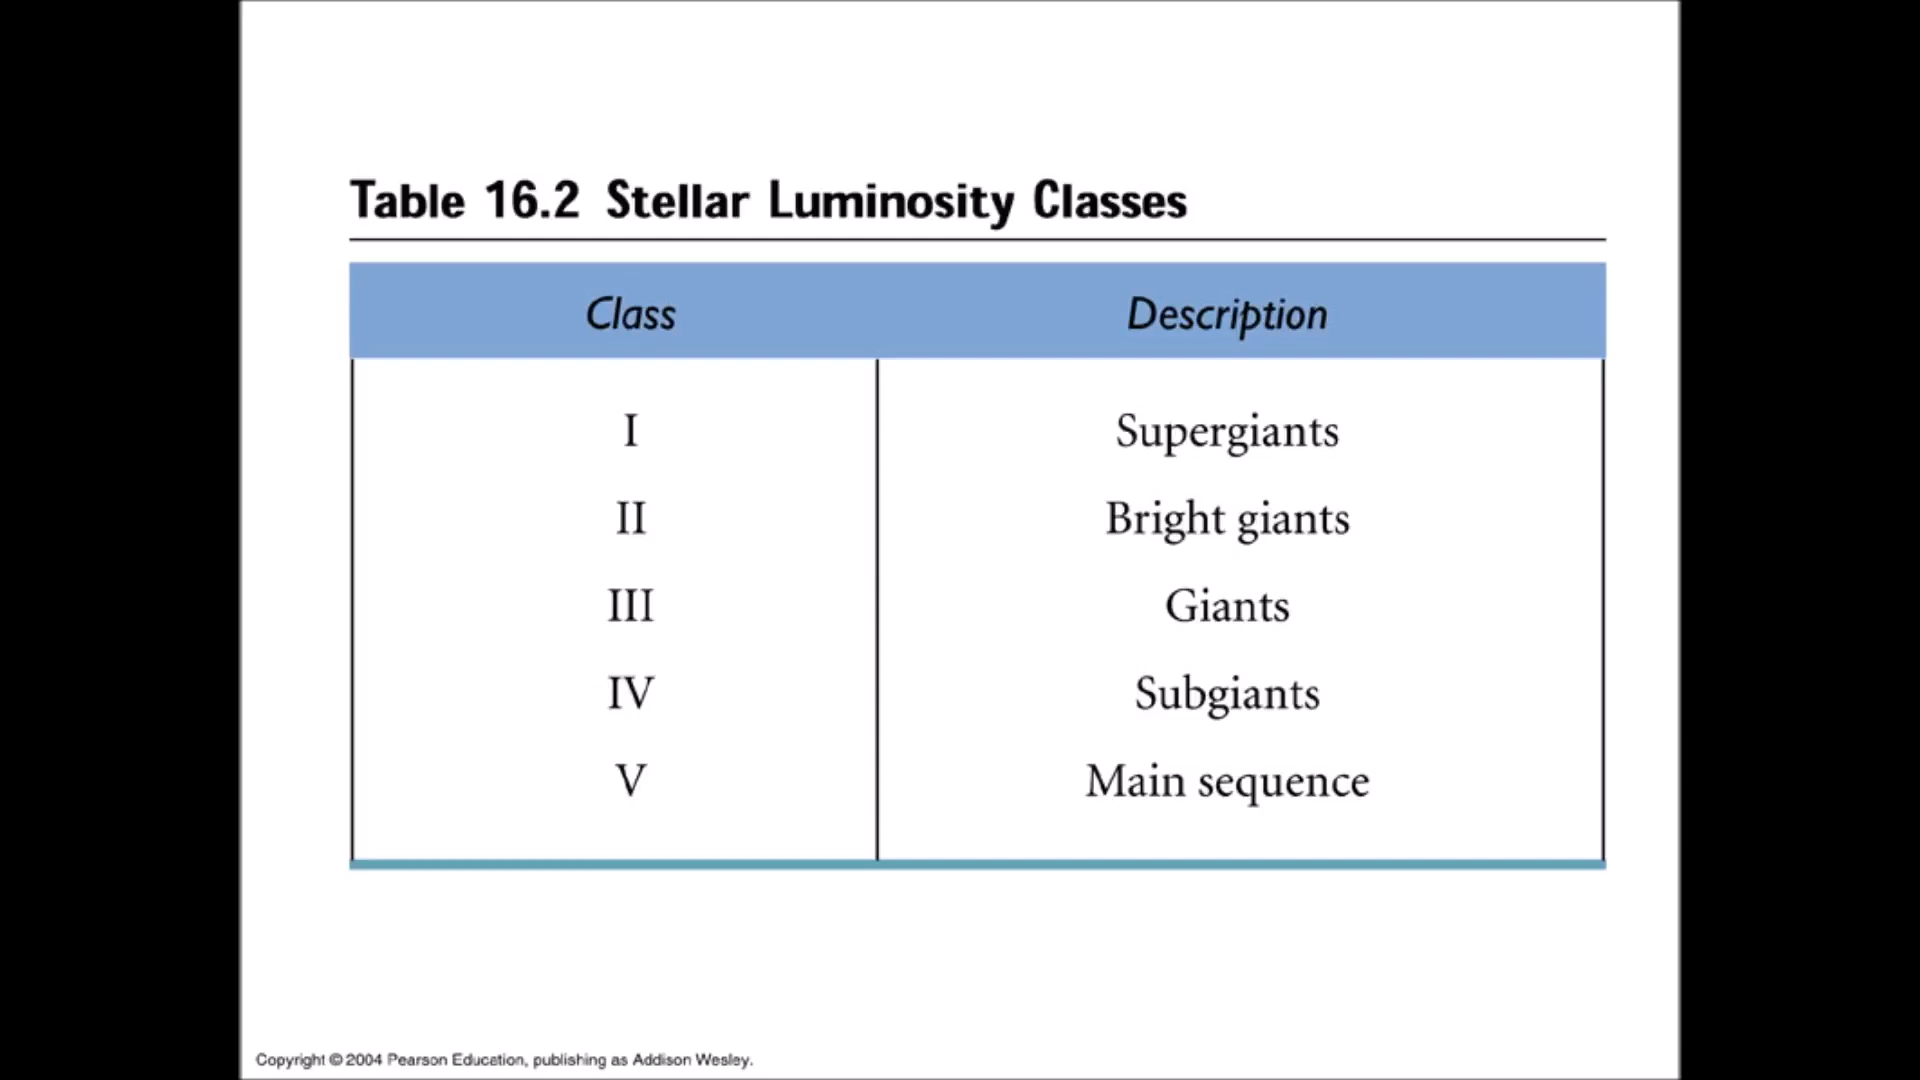 Table 16.2 Stellar Luminosity Classes
Class Description
I Supergiants
II Bright giants
III Giants
IV Subgiants
V Main sequence
Copyright © 2004 Pearson Education, publishing as Addison Wesley.